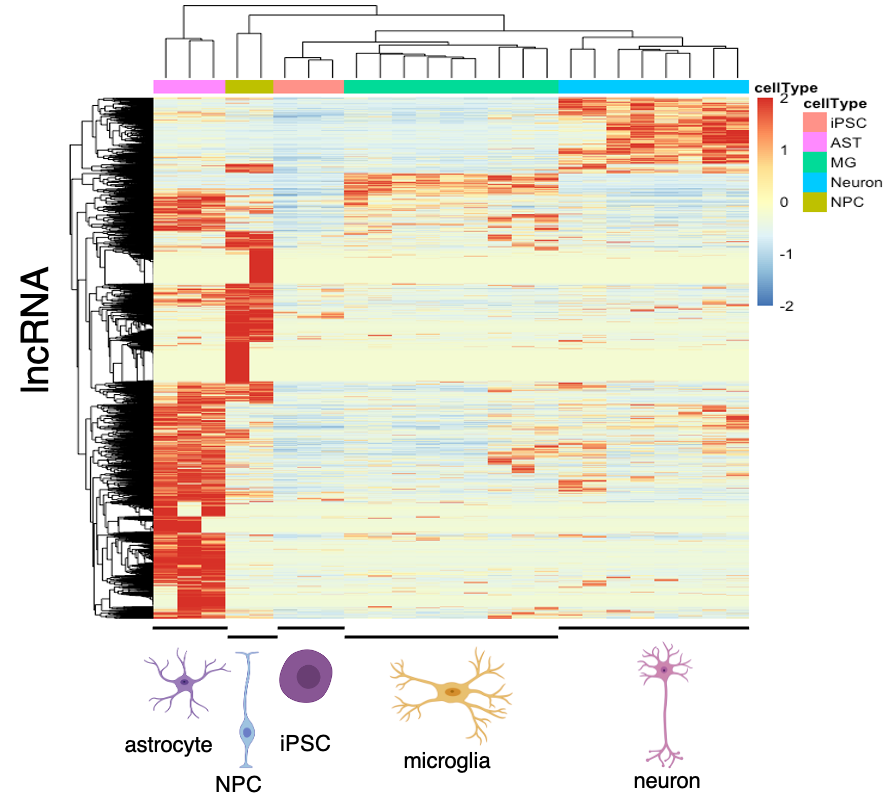 cellType
2
1
0
-1
-2
cellType
iPSC
AST
MG
Neuron
NPC
lncRNA
astrocyte
NPC
iPSC
microglia
neuron